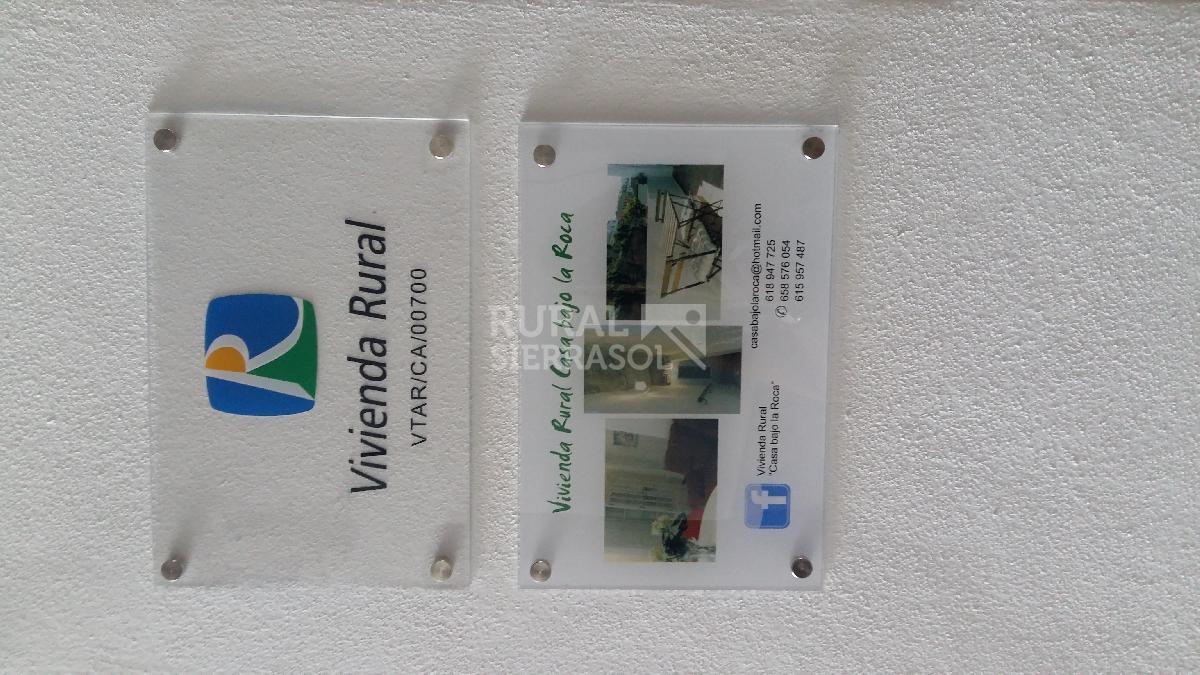 R
Vivienda Rural
VTAR/CA/00700
Vivienda Rural Casa bajo la Roca
casabajolaroca@hotmail.com
618 947 725
✆ 658 576 054
615 957 487
f
Vivienda Rural
"Casa bajo la Roca"
RURAL
SIERRASOL